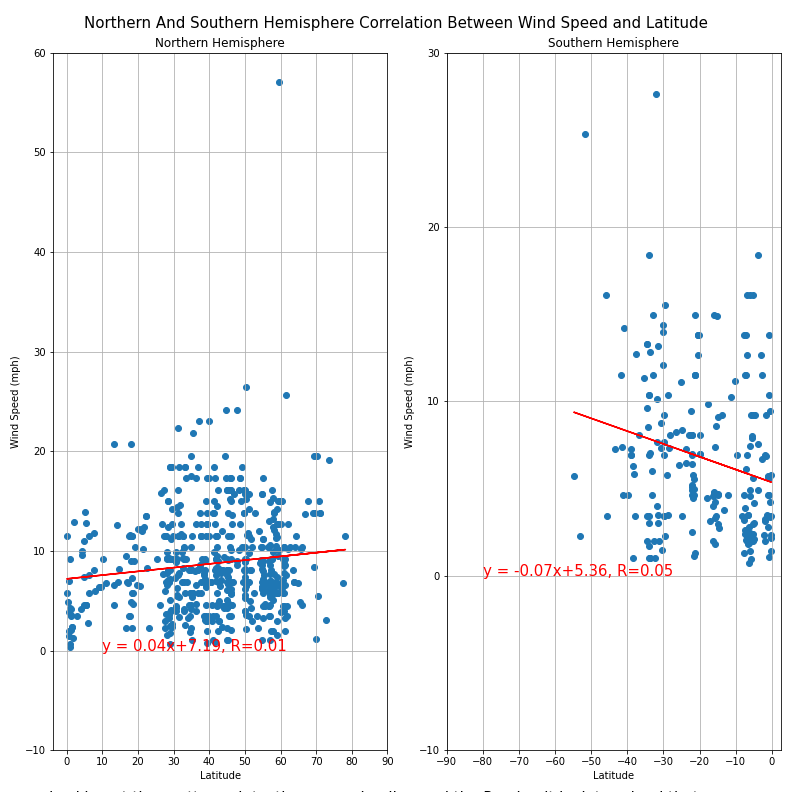 Northern And Southern Hemisphere Correlation Between Wind Speed and Latitude
Northern Hemisphere
60
50
40
30
20
10
0
−10
Wind Speed (mph)
y = 0.04x+7.19, R=0.01
0 10 20 30 40 50 60 70 80 90
Latitude
Southern Hemisphere
30
20
10
0
−10
Wind Speed (mph)
y = -0.07x+5.36, R=0.05
−90 −80 −70 −60 −50 −40 −30 −20 −10 0
Latitude